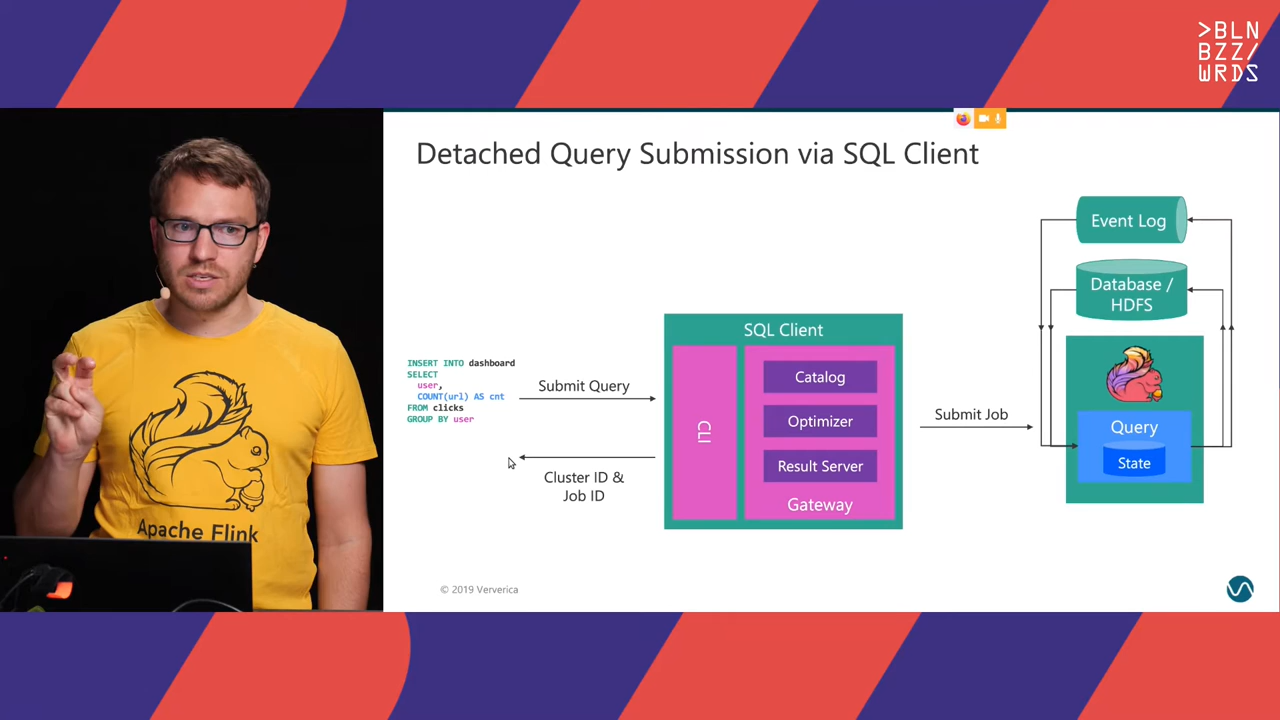 >BLN
BZZ/
WRDS
Detached Query Submission via SQL Client
Event Log
Database /
HDFS
SQL Client
INSERT INTO dashboard
SELECT
user,
COUNT(url) AS cnt
FROM clicks
GROUP BY user
Submit Query
Cluster ID &
Job ID
CLI
Catalog
Optimizer
Result Server
Gateway
Submit Job
Query
State
Apache Flink
© 2019 Ververica